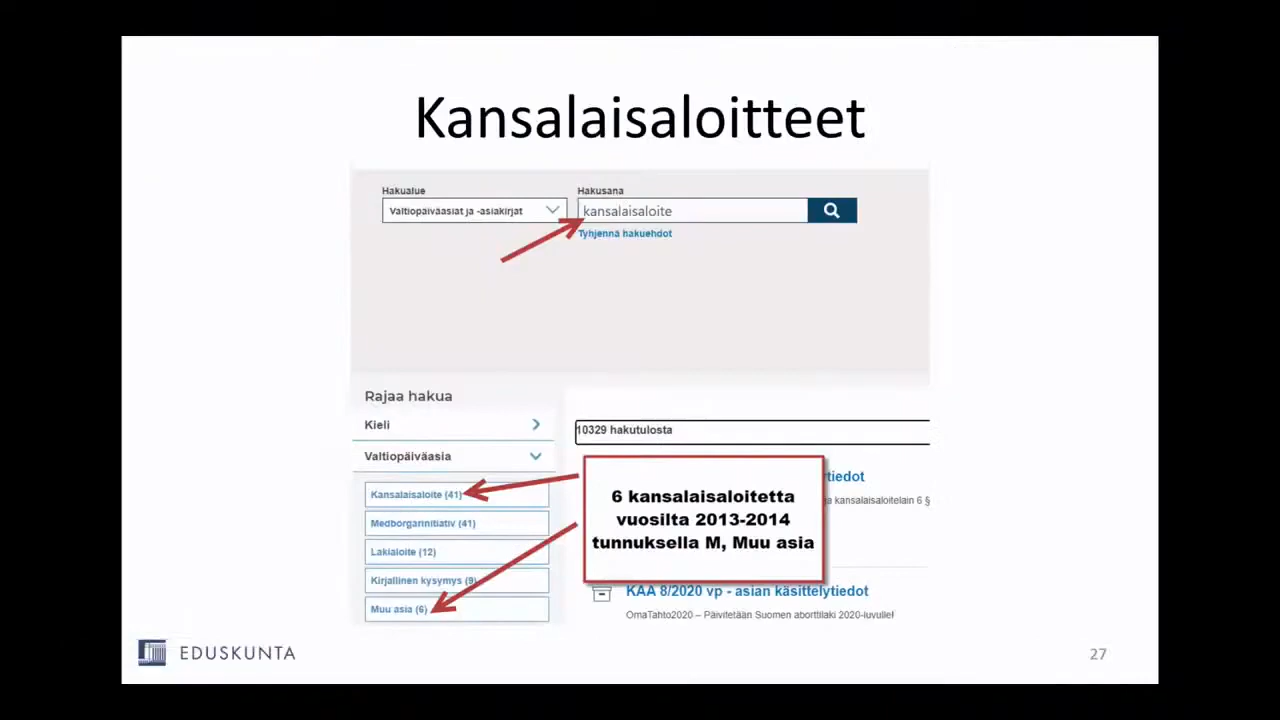 Kansalaisaloitteet
Hakualue
Hakusana
Valtiopäiväasiat ja -asiakirjat
kansalaisaloite
Tyhjennä hakuehdot
Rajaa hakua
Kieli
Valtiopäiväasia
Kansalaisaloite (41)
Medborgarinitiativ (41)
Lakialoite (12)
Kirjallinen kysymys (9)
Muu asia (6)
10329 hakutulosta
6 kansalaisaloitetta
vuosilta 2013-2014
tunnuksella M, Muu asia
kansalaisaloitelain 6 §
KAA 8/2020 vp - asian käsittelytiedot
OmaTahto2020 – Päivitetään Suomen aborttilaki 2020-luvulle!
EDUSKUNTA
27